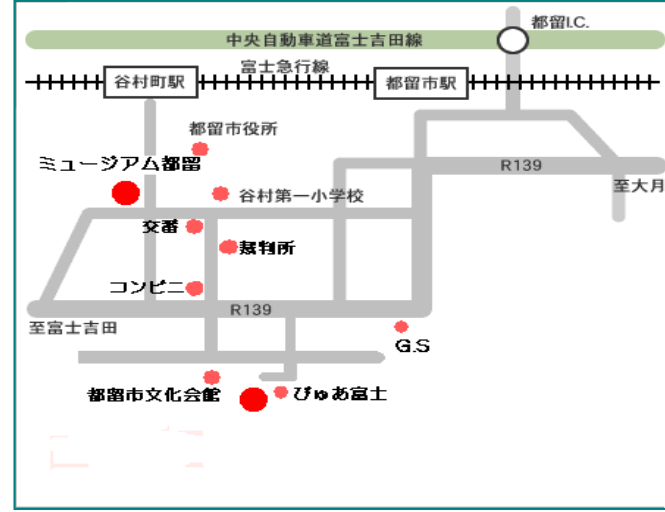 都留I.C.
中央自動車道富士吉田線
富士急行線
谷村町駅
都留市駅
都留市役所
ミュージアム都留
R139
至大月
谷村第一小学校
交番
裁判所
コンビニ
R139
至富士吉田
G.S
都留市文化会館
ぴゅあ富士